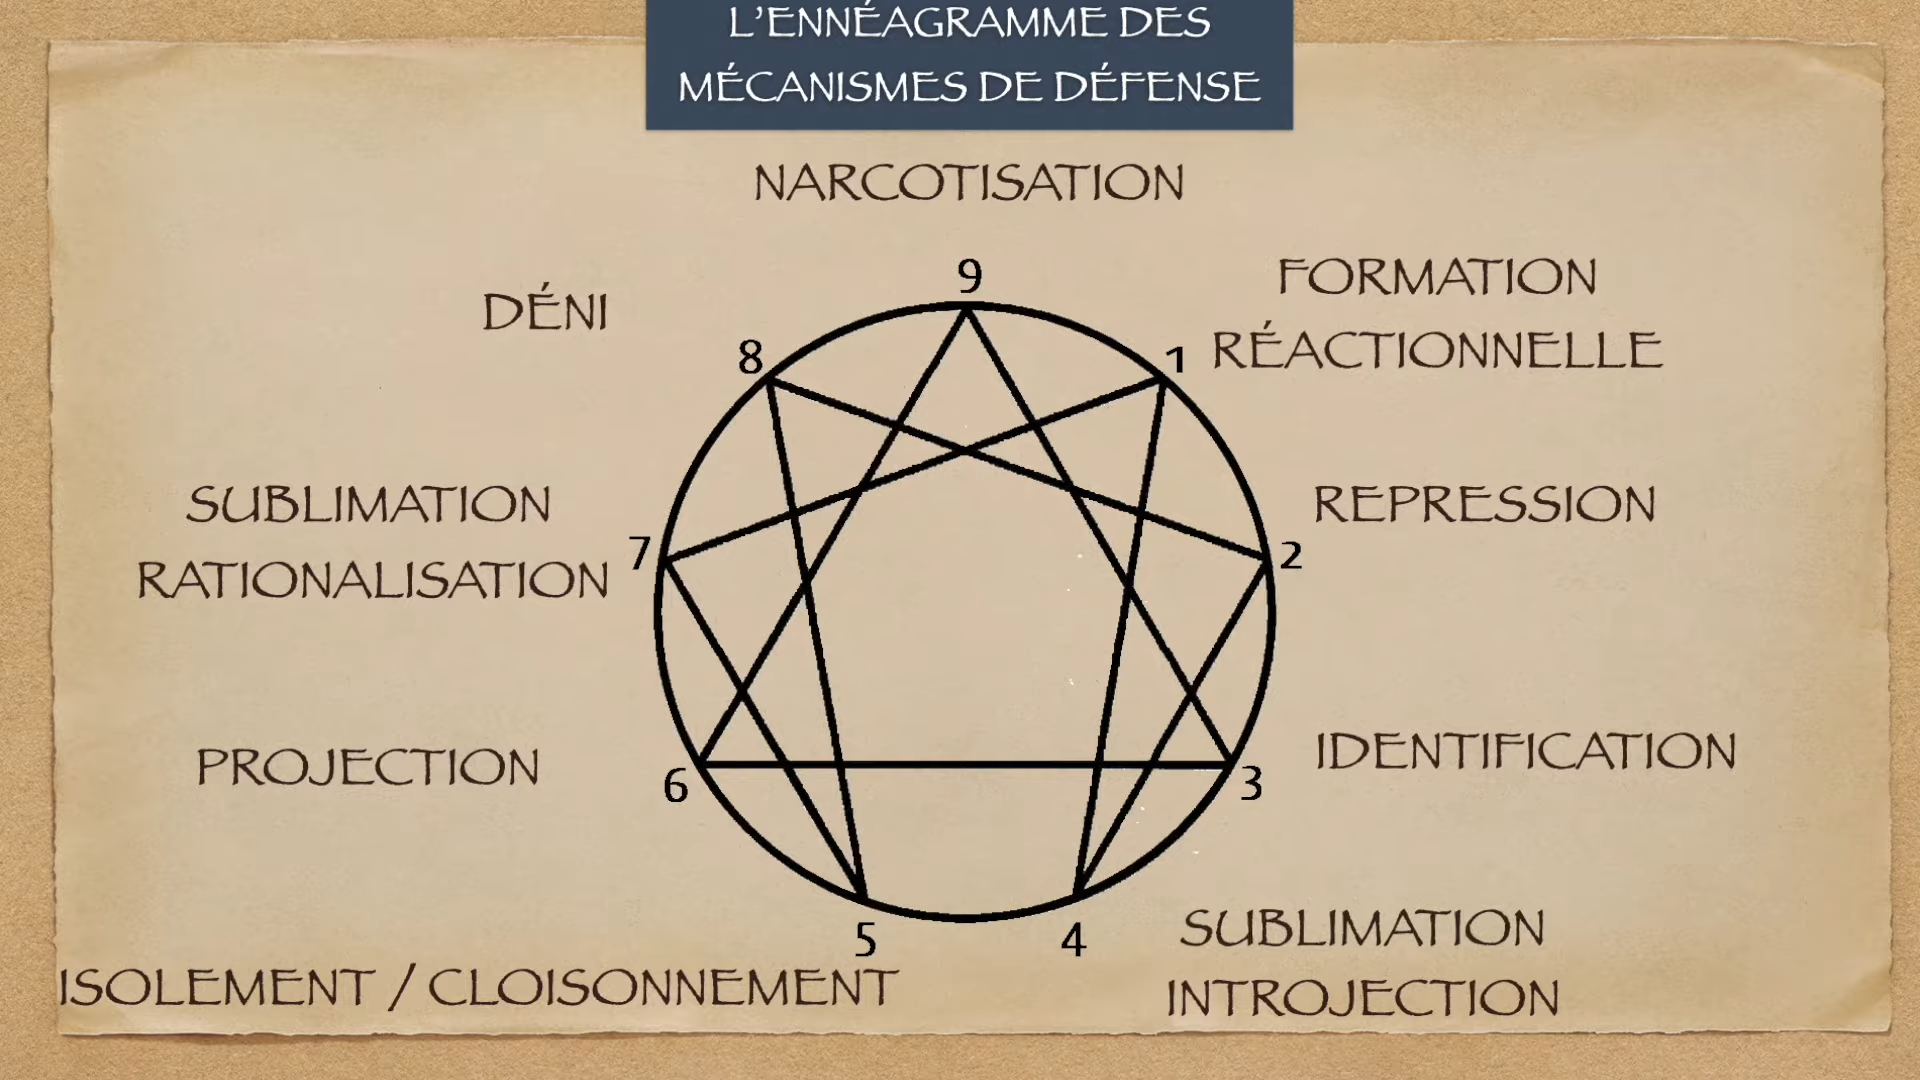 L'ENNÉAGRAMME DES
MÉCANISMES DE DÉFENSE
NARCOTISATION
9
FORMATION
RÉACTIONNELLE
1
DÉNI
8
REPRESSION
2
SUBLIMATION
RATIONALISATION
7
IDENTIFICATION
3
PROJECTION
6
5
ISOLEMENT / CLOISONNEMENT
4
SUBLIMATION
INTROJECTION